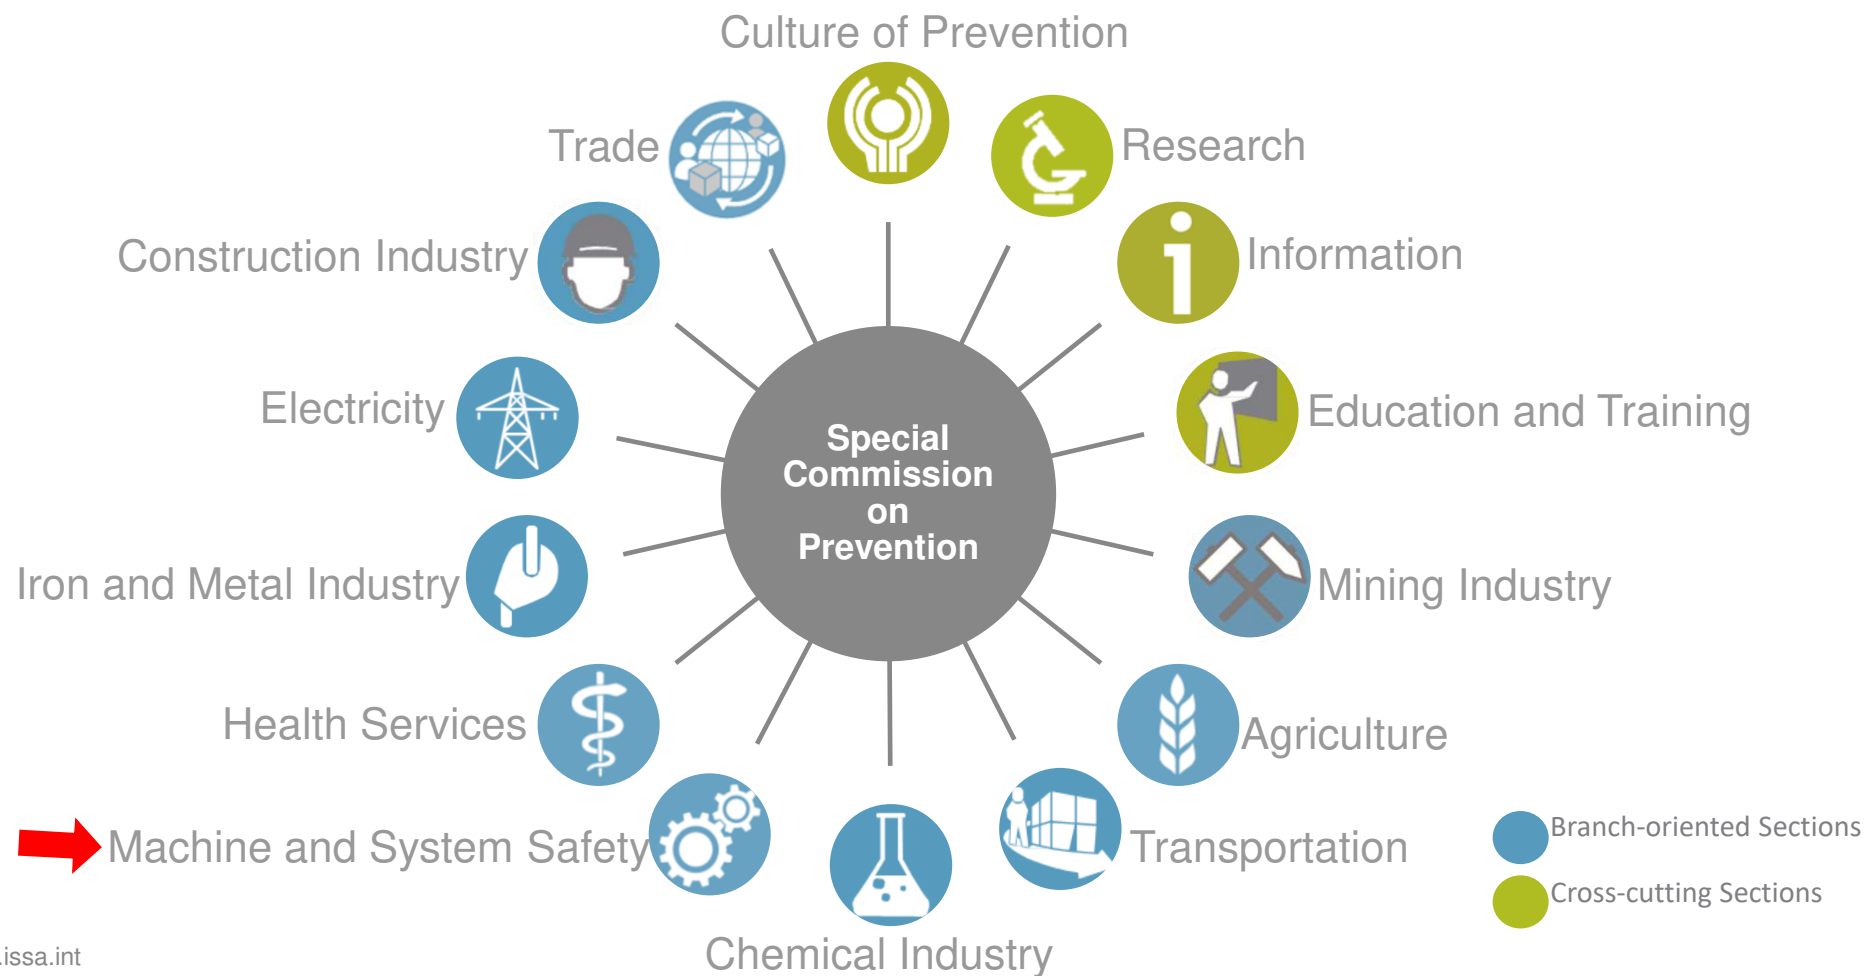 Culture of Prevention
Trade
Research
Construction Industry
Information
Electricity
Education and Training
Special
Commission
on
Prevention
Iron and Metal Industry
Mining Industry
Health Services
Agriculture
Machine and System Safety
Transportation
Chemical Industry
Branch-oriented Sections
Cross-cutting Sections
.issa.int